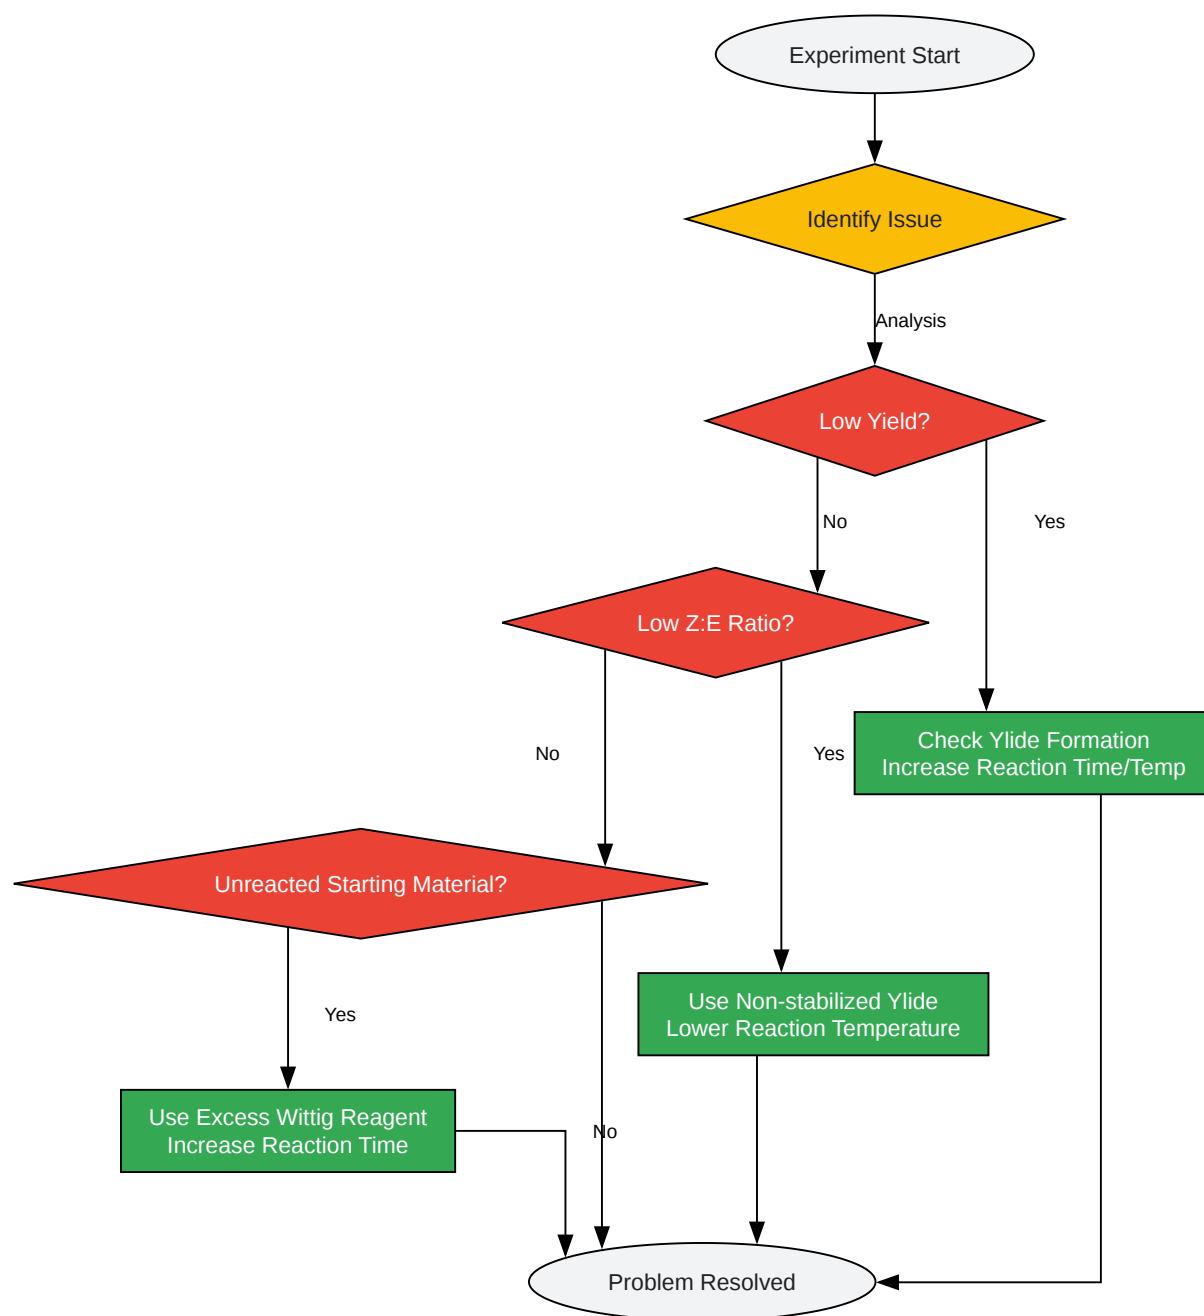 Experiment Start
Identify Issue
Analysis
Low Yield?
No
Yes
Low Z:E Ratio?
No
Yes
Check Ylide Formation
Increase Reaction Time/Temp
Unreacted Starting Material?
Yes
Use Non-stabilized Ylide
Lower Reaction Temperature
Use Excess Wittig Reagent
Increase Reaction Time
No
Problem Resolved